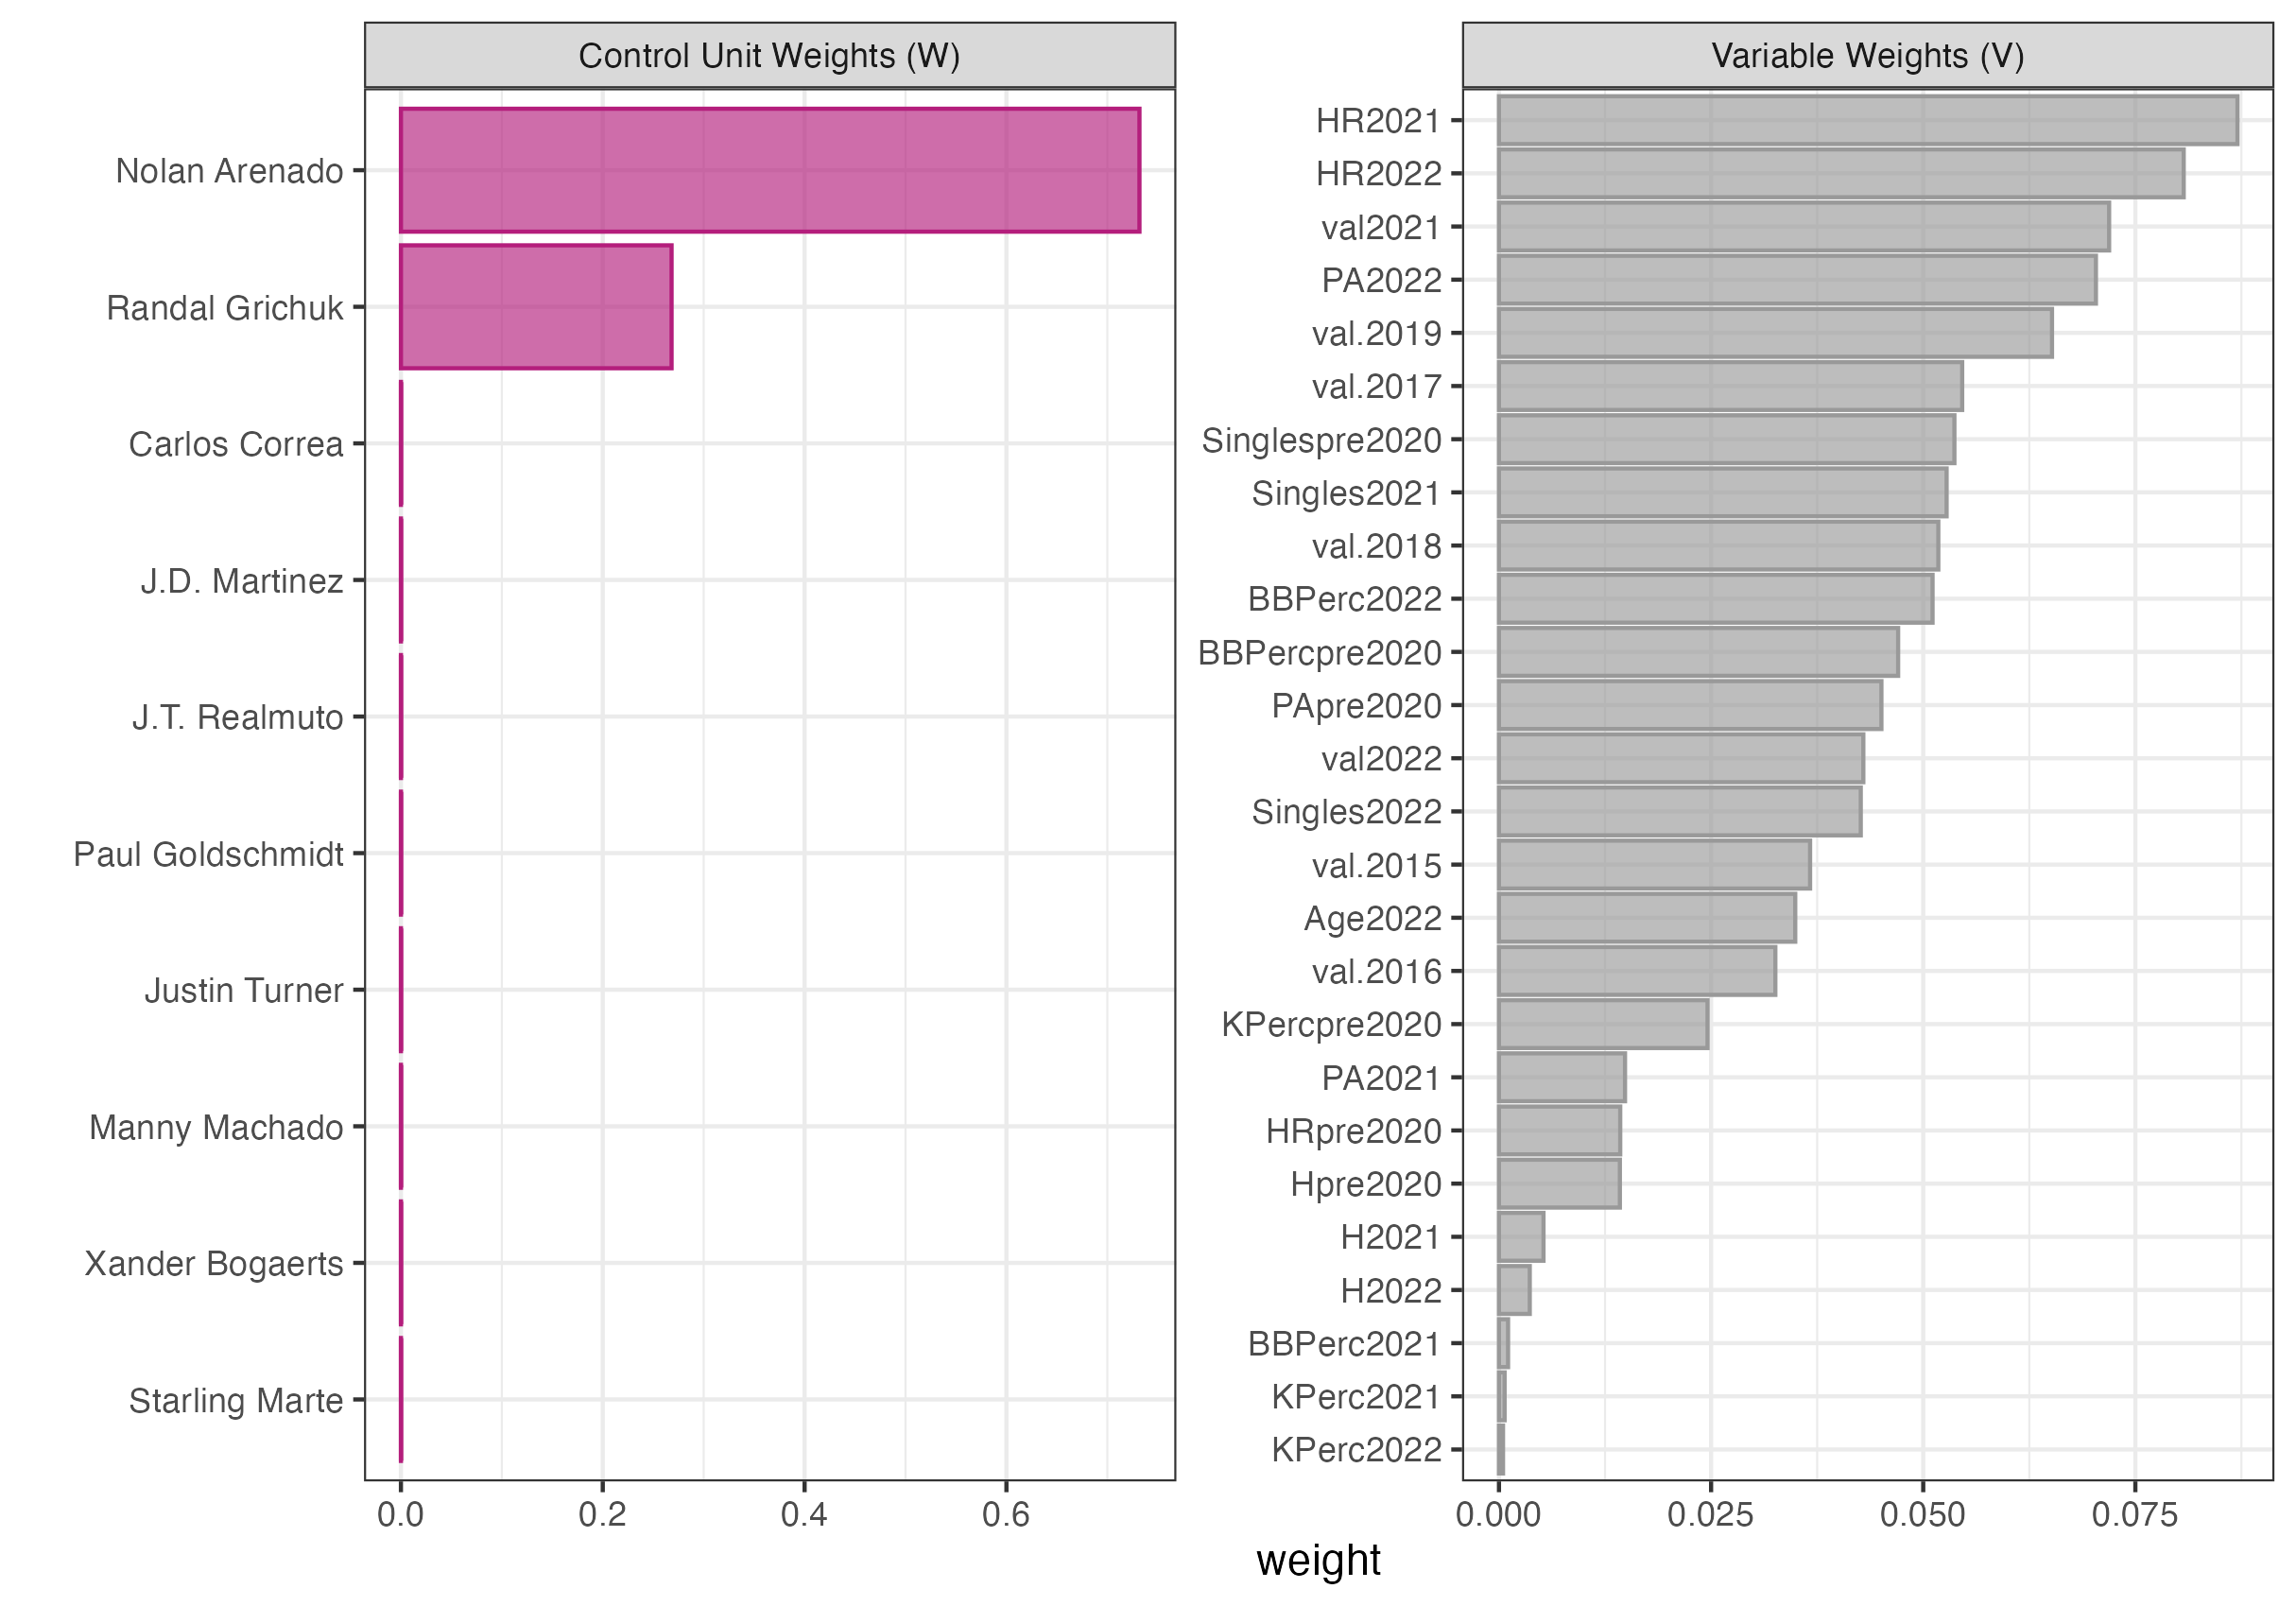 Control Unit Weights (W)
Nolan Arenado
Randal Grichuk
Carlos Correa
J.D. Martinez
J.T. Realmuto
Paul Goldschmidt
Justin Turner
Manny Machado
Xander Bogaerts
Starling Marte
0.0 0.2 0.4 0.6
Variable Weights (V)
HR2021
HR2022
val2021
PA2022
val.2019
val.2017
Singlespre2020
Singles2021
val.2018
BBPerc2022
BBPercpre2020
PApre2020
val2022
Singles2022
val.2015
Age2022
val.2016
KPercpre2020
PA2021
HRpre2020
Hpre2020
H2021
H2022
BBPerc2021
KPerc2021
KPerc2022
0.000 0.025 0.050 0.075
weight